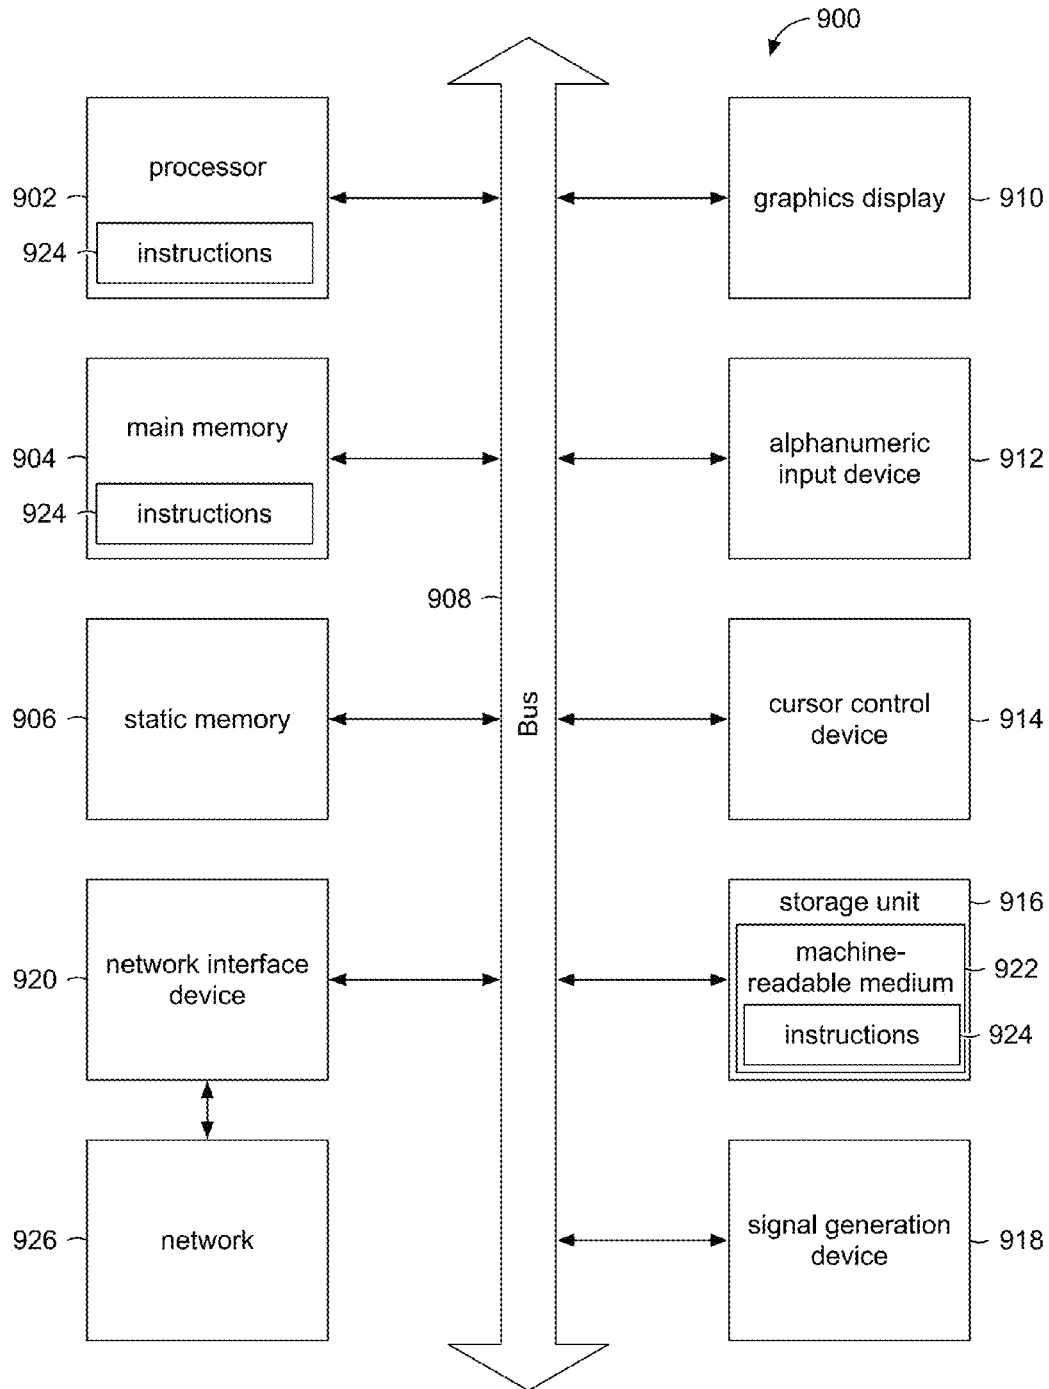 900
processor
902
924
instructions
graphics display
910
main memory
904
924
instructions
alphanumeric
input device
912
908
Bus
static memory
906
cursor control
device
914
network interface
device
920
storage unit
916
machine-
readable medium
922
instructions
924
network
926
signal generation
device
918